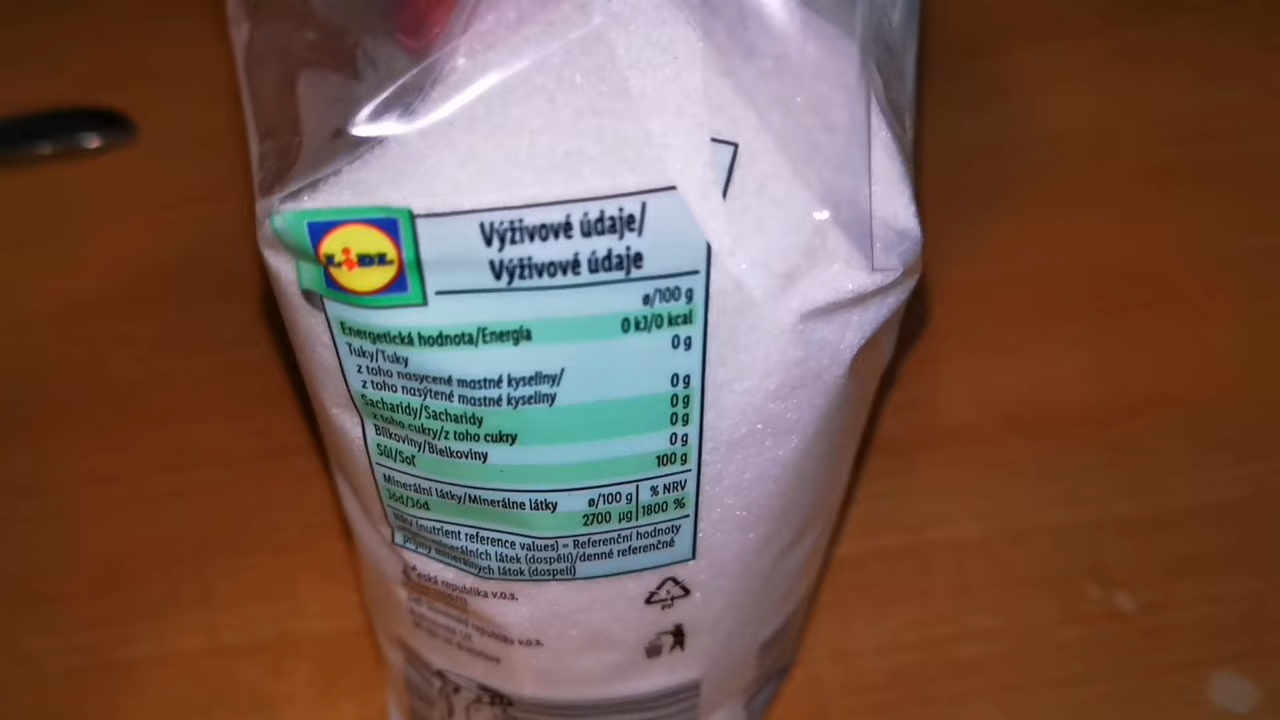 LIDL
Výživové údaje/
Výživové údaje
ø/100 g
Energetická hodnota/Energia 0 kJ/0 kcal
Tuky/Tuky 0 g
z toho nasycené mastné kyseliny/
z toho nasýtené mastné kyseliny 0 g
Sacharidy/Sacharidy 0 g
z toho cukry/z toho cukry 0 g
Bílkoviny/Bielkoviny 0 g
Sůl/Soľ 100 g
Minerální látky/Minerálne látky ø/100 g % NRV
Jód/Jód 2700 µg 1800 %
NRV (nutrient reference values) = Referenční hodnoty
příjmu minerálních látek (dospělí)/denné referenčné
príjmy minerálnych látok (dospelí)
Česká republika v.o.s.
republika v.o.s.